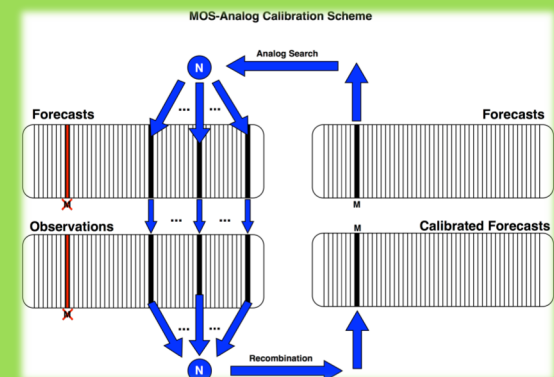 MOS-Analog Calibration Scheme
Analog Search
N
... ...
Forecasts
Forecasts
M
M
... ...
M
Observations
Calibrated Forecasts
M
... ...
Recombination
N